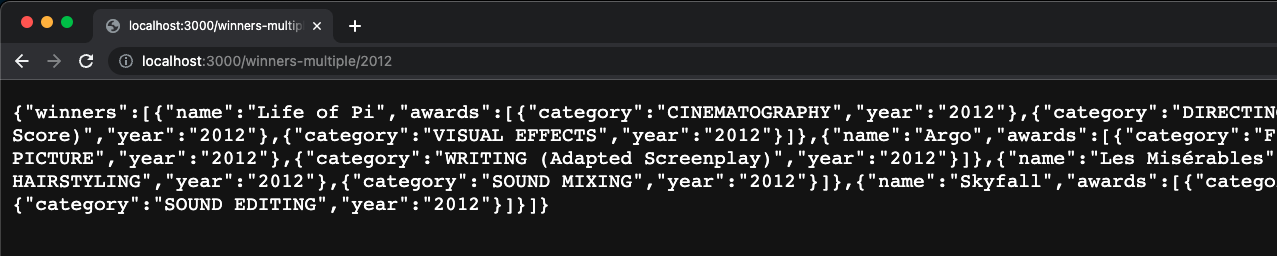 localhost:3000/winners-multip
localhost:3000/winners-multiple/2012
{"winners":[{"name":"Life of Pi","awards":[{"category":"CINEMATOGRAPHY","year":"2012"},{"category":"DIRECTING
Score)","year":"2012"},{"category":"VISUAL EFFECTS","year":"2012"}]},{"name":"Argo","awards":[{"category":"F
PICTURE","year":"2012"},{"category":"WRITING (Adapted Screenplay)","year":"2012"}]},{"name":"Les Misérables"
HAIRSTYLING","year":"2012"},{"category":"SOUND MIXING","year":"2012"}]},{"name":"Skyfall","awards":[{"catego
{"category":"SOUND EDITING","year":"2012"}]}]}